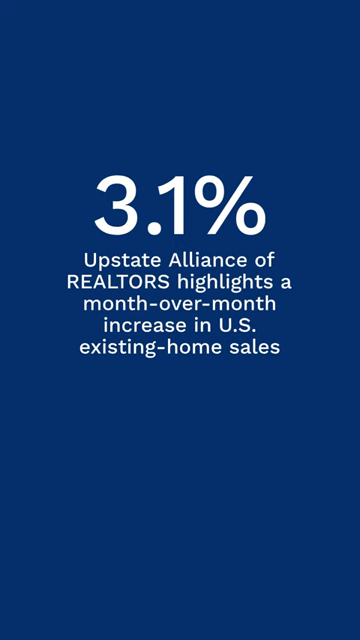 3.1%
Upstate Alliance of
REALTORS highlights a
month-over-month
increase in U.S.
existing-home sales